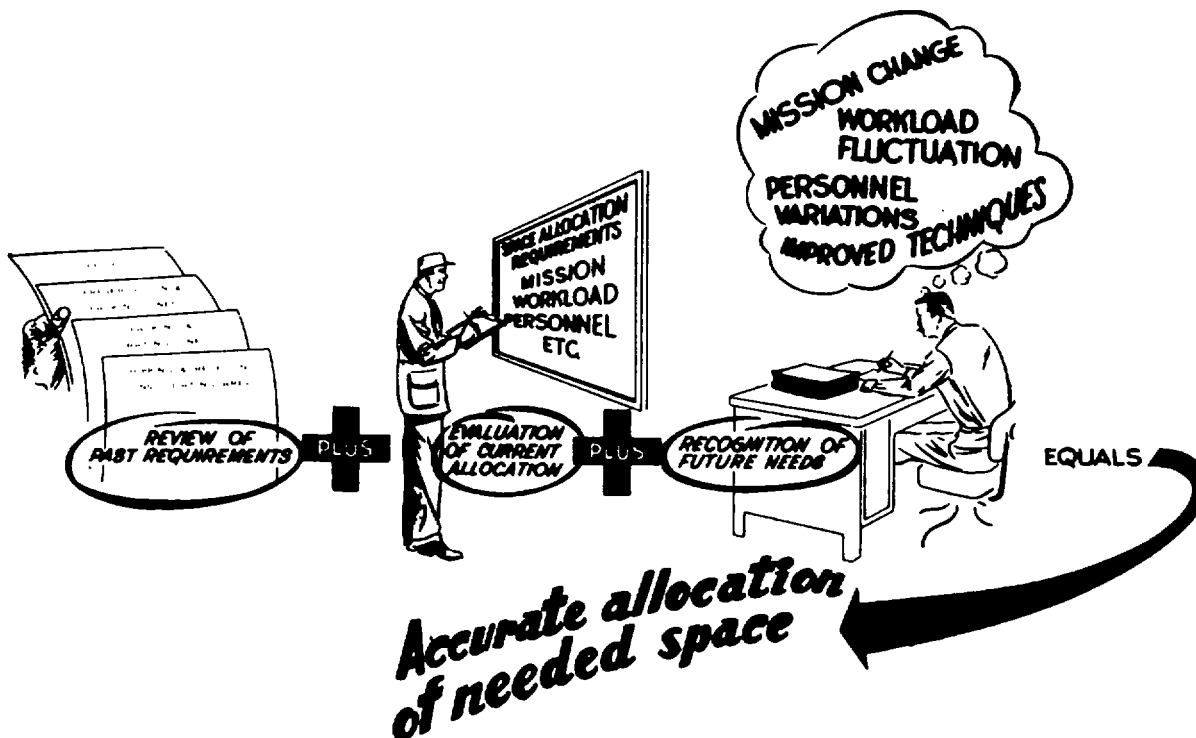 MISSION CHANGE
WORKLOAD
FLUCTUATION
PERSONNEL
VARIATIONS
IMPROVED TECHNIQUES
SPACE ALLOCATION
REQUIREMENTS
MISSION
WORKLOAD
PERSONNEL
ETC.
REVIEW OF
PAST REQUIREMENTS
PLUS
EVALUATION
OF CURRENT
ALLOCATION
PLUS
RECOGNITION OF
FUTURE NEEDS
EQUALS
Accurate allocation
of needed space